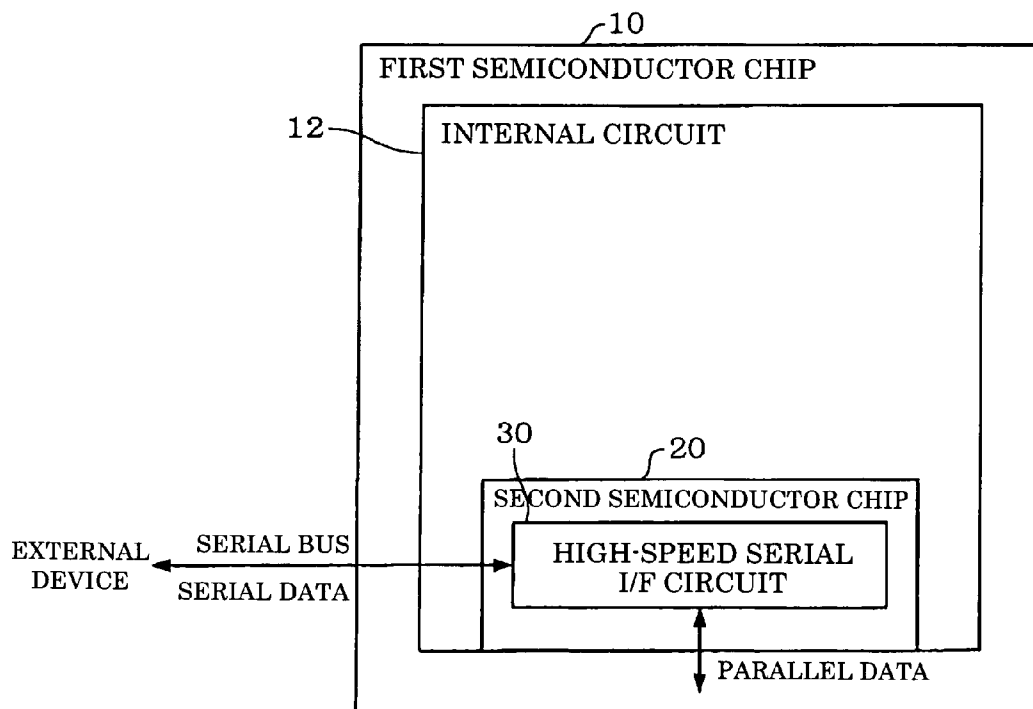 10
FIRST SEMICONDUCTOR CHIP
12
INTERNAL CIRCUIT
30
20
SECOND SEMICONDUCTOR CHIP
EXTERNAL
DEVICE
SERIAL BUS
SERIAL DATA
HIGH-SPEED SERIAL
I/F CIRCUIT
PARALLEL DATA